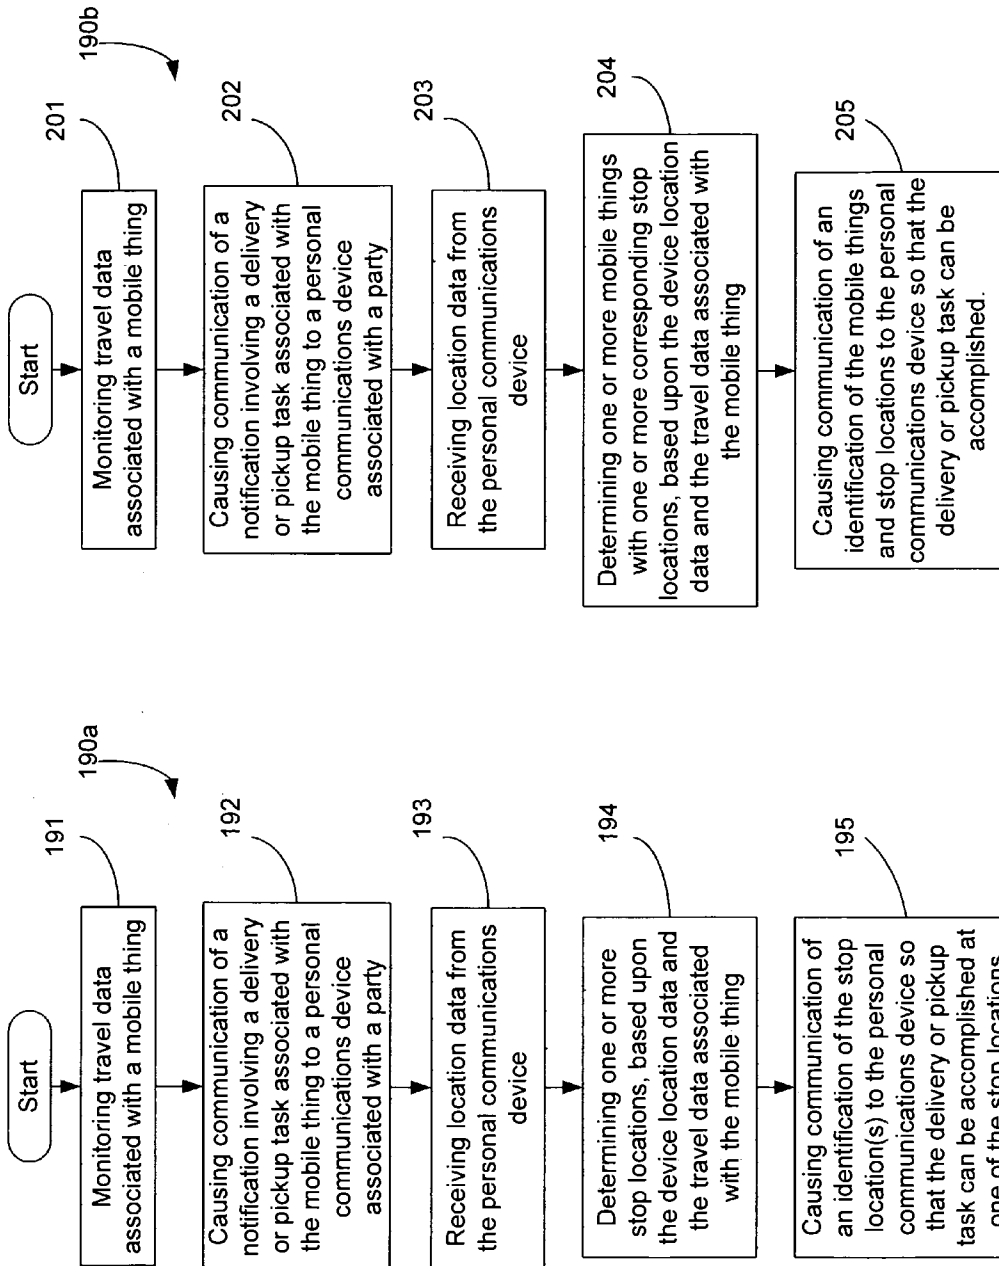 190a
Start
Monitoring travel data
associated with a mobile thing
191
Causing communication of a
notification involving a delivery
or pickup task associated with
the mobile thing to a personal
communications device
associated with a party
192
Receiving location data from
the personal communications
device
193
Determining one or more
stop locations, based upon
the device location data and
the travel data associated
with the mobile thing
194
Causing communication of
an identification of the stop
location(s) to the personal
communications device so
that the delivery or pickup
task can be accomplished at
one of the stop locations
195
190b
Start
Monitoring travel data
associated with a mobile thing
201
Causing communication of a
notification involving a delivery
or pickup task associated with
the mobile thing to a personal
communications device
associated with a party
202
Receiving location data from
the personal communications
device
203
Determining one or more mobile things
with one or more corresponding stop
locations, based upon the device location
data and the travel data associated with
the mobile thing
204
Causing communication of an
identification of the mobile things
and stop locations to the personal
communications device so that the
delivery or pickup task can be
accomplished.
205